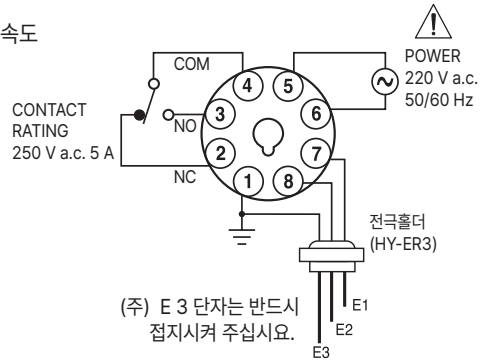 속도
COM
NO
NC
CONTACT
RATING
250 V a.c. 5 A
4
5
3
6
2
7
1
8
POWER
220 V a.c.
50/60 Hz
전극홀더
(HY-ER3)
E1
E2
E3
(주) E 3 단자는 반드시
접지시켜 주십시요.